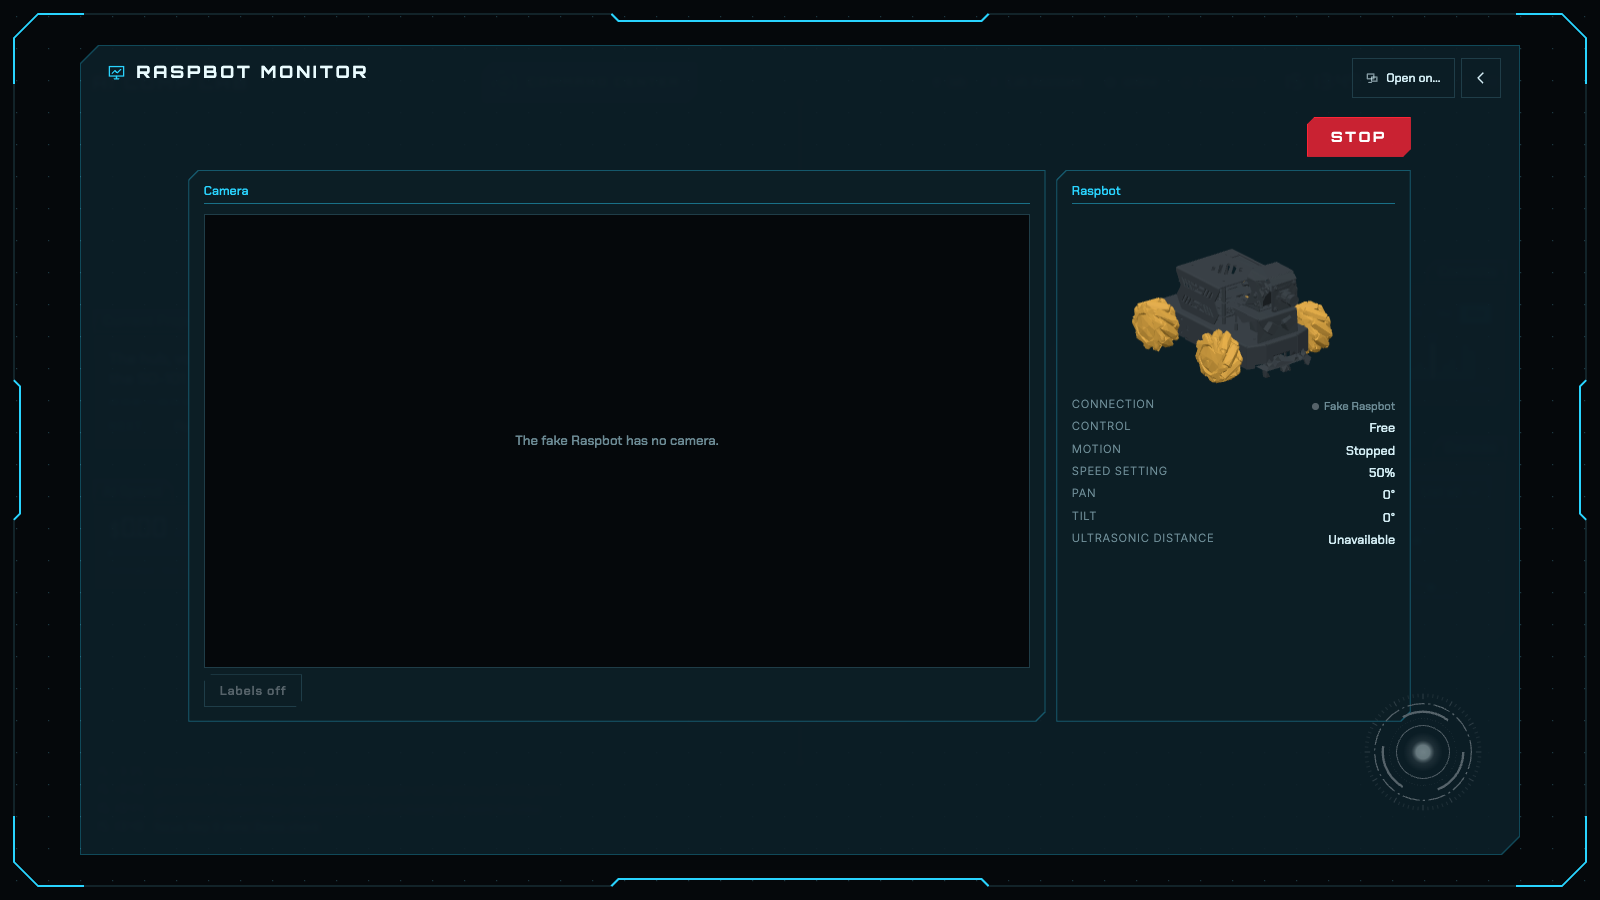 RASPBOT MONITOR
Open on...
STOP
Camera
The fake Raspbot has no camera.
Labels off
Raspbot
CONNECTION Fake Raspbot
CONTROL Free
MOTION Stopped
SPEED SETTING 50%
PAN 0°
TILT 0°
ULTRASONIC DISTANCE Unavailable